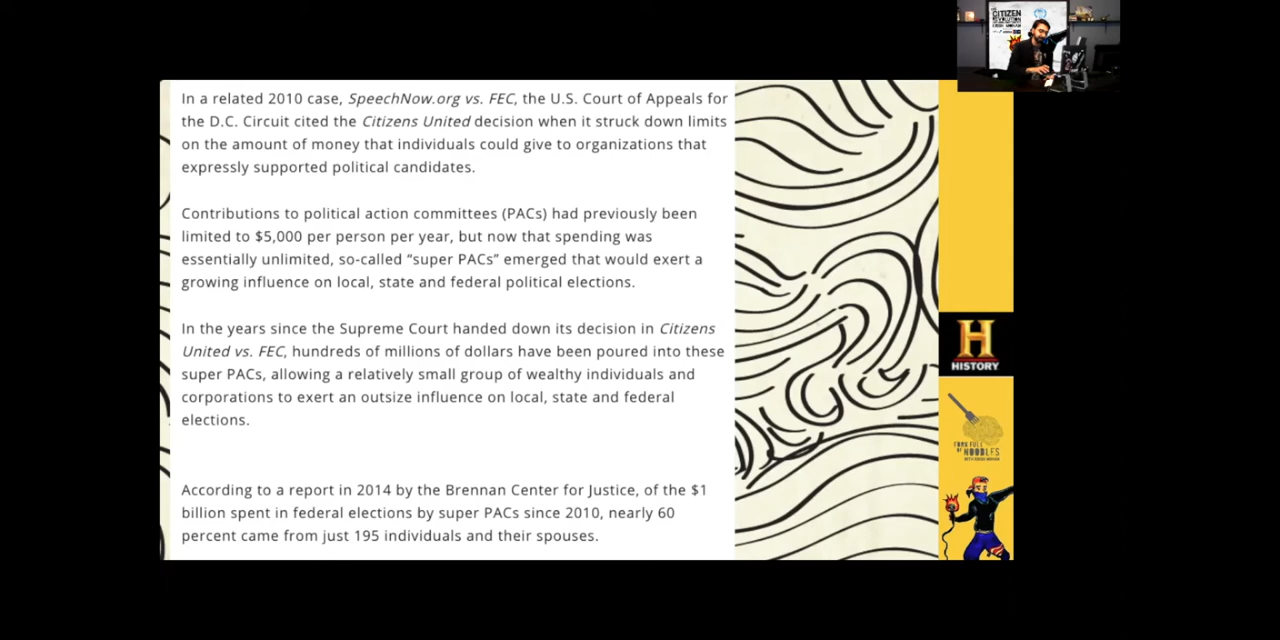 THE
CITIZEN
REVOLUTION
In a related 2010 case, SpeechNow.org vs. FEC, the U.S. Court of Appeals for
the D.C. Circuit cited the Citizens United decision when it struck down limits
on the amount of money that individuals could give to organizations that
expressly supported political candidates.
Contributions to political action committees (PACs) had previously been
limited to $5,000 per person per year, but now that spending was
essentially unlimited, so-called “super PACs” emerged that would exert a
growing influence on local, state and federal political elections.
In the years since the Supreme Court handed down its decision in Citizens
United vs. FEC, hundreds of millions of dollars have been poured into these
super PACs, allowing a relatively small group of wealthy individuals and
corporations to exert an outsize influence on local, state and federal
elections.
According to a report in 2014 by the Brennan Center for Justice, of the $1
billion spent in federal elections by super PACs since 2010, nearly 60
percent came from just 195 individuals and their spouses.
H
HISTORY
FORK FULL
OF NOODLES